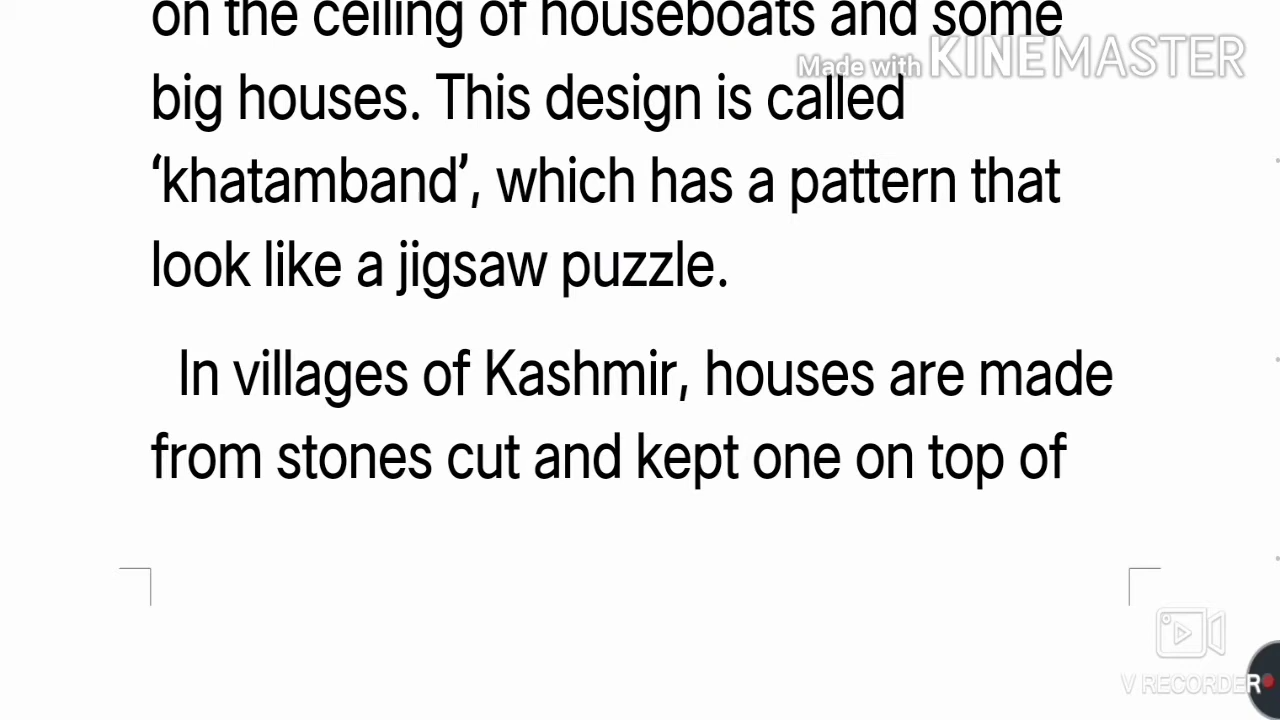 on the ceiling of houseboats and some
Made with KINEMASTER
big houses. This design is called
‘khatamband’, which has a pattern that
look like a jigsaw puzzle.
In villages of Kashmir, houses are made
from stones cut and kept one on top of
V RECORDER